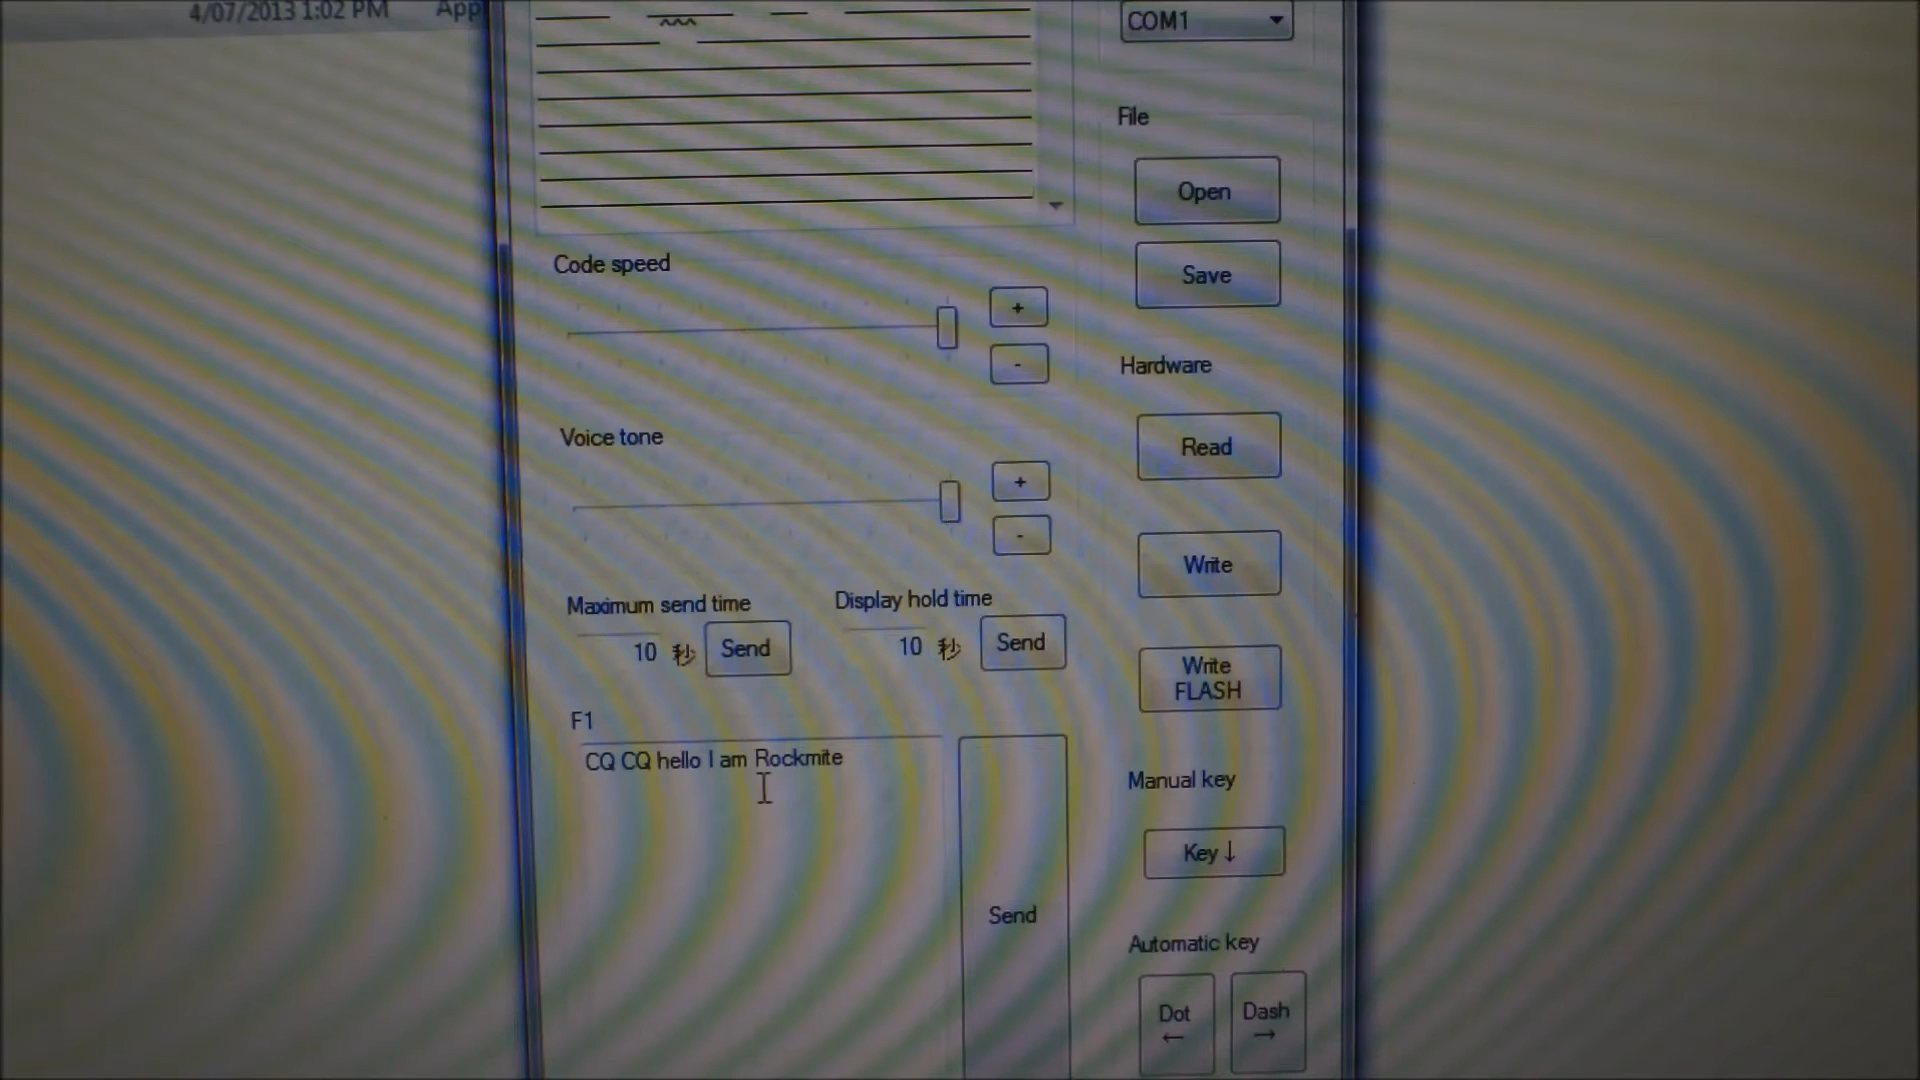 4/07/2013 1:02 PM App
COM1
File
Open
Save
Code speed
+
-
Hardware
Voice tone
+
-
Read
Write
Maximum send time
10 秒 Send
Display hold time
10 秒 Send
Write
FLASH
F1
CQ CQ hello I am Rockmite
Send
Manual key
Key↓
Automatic key
Dot
←
Dash
→